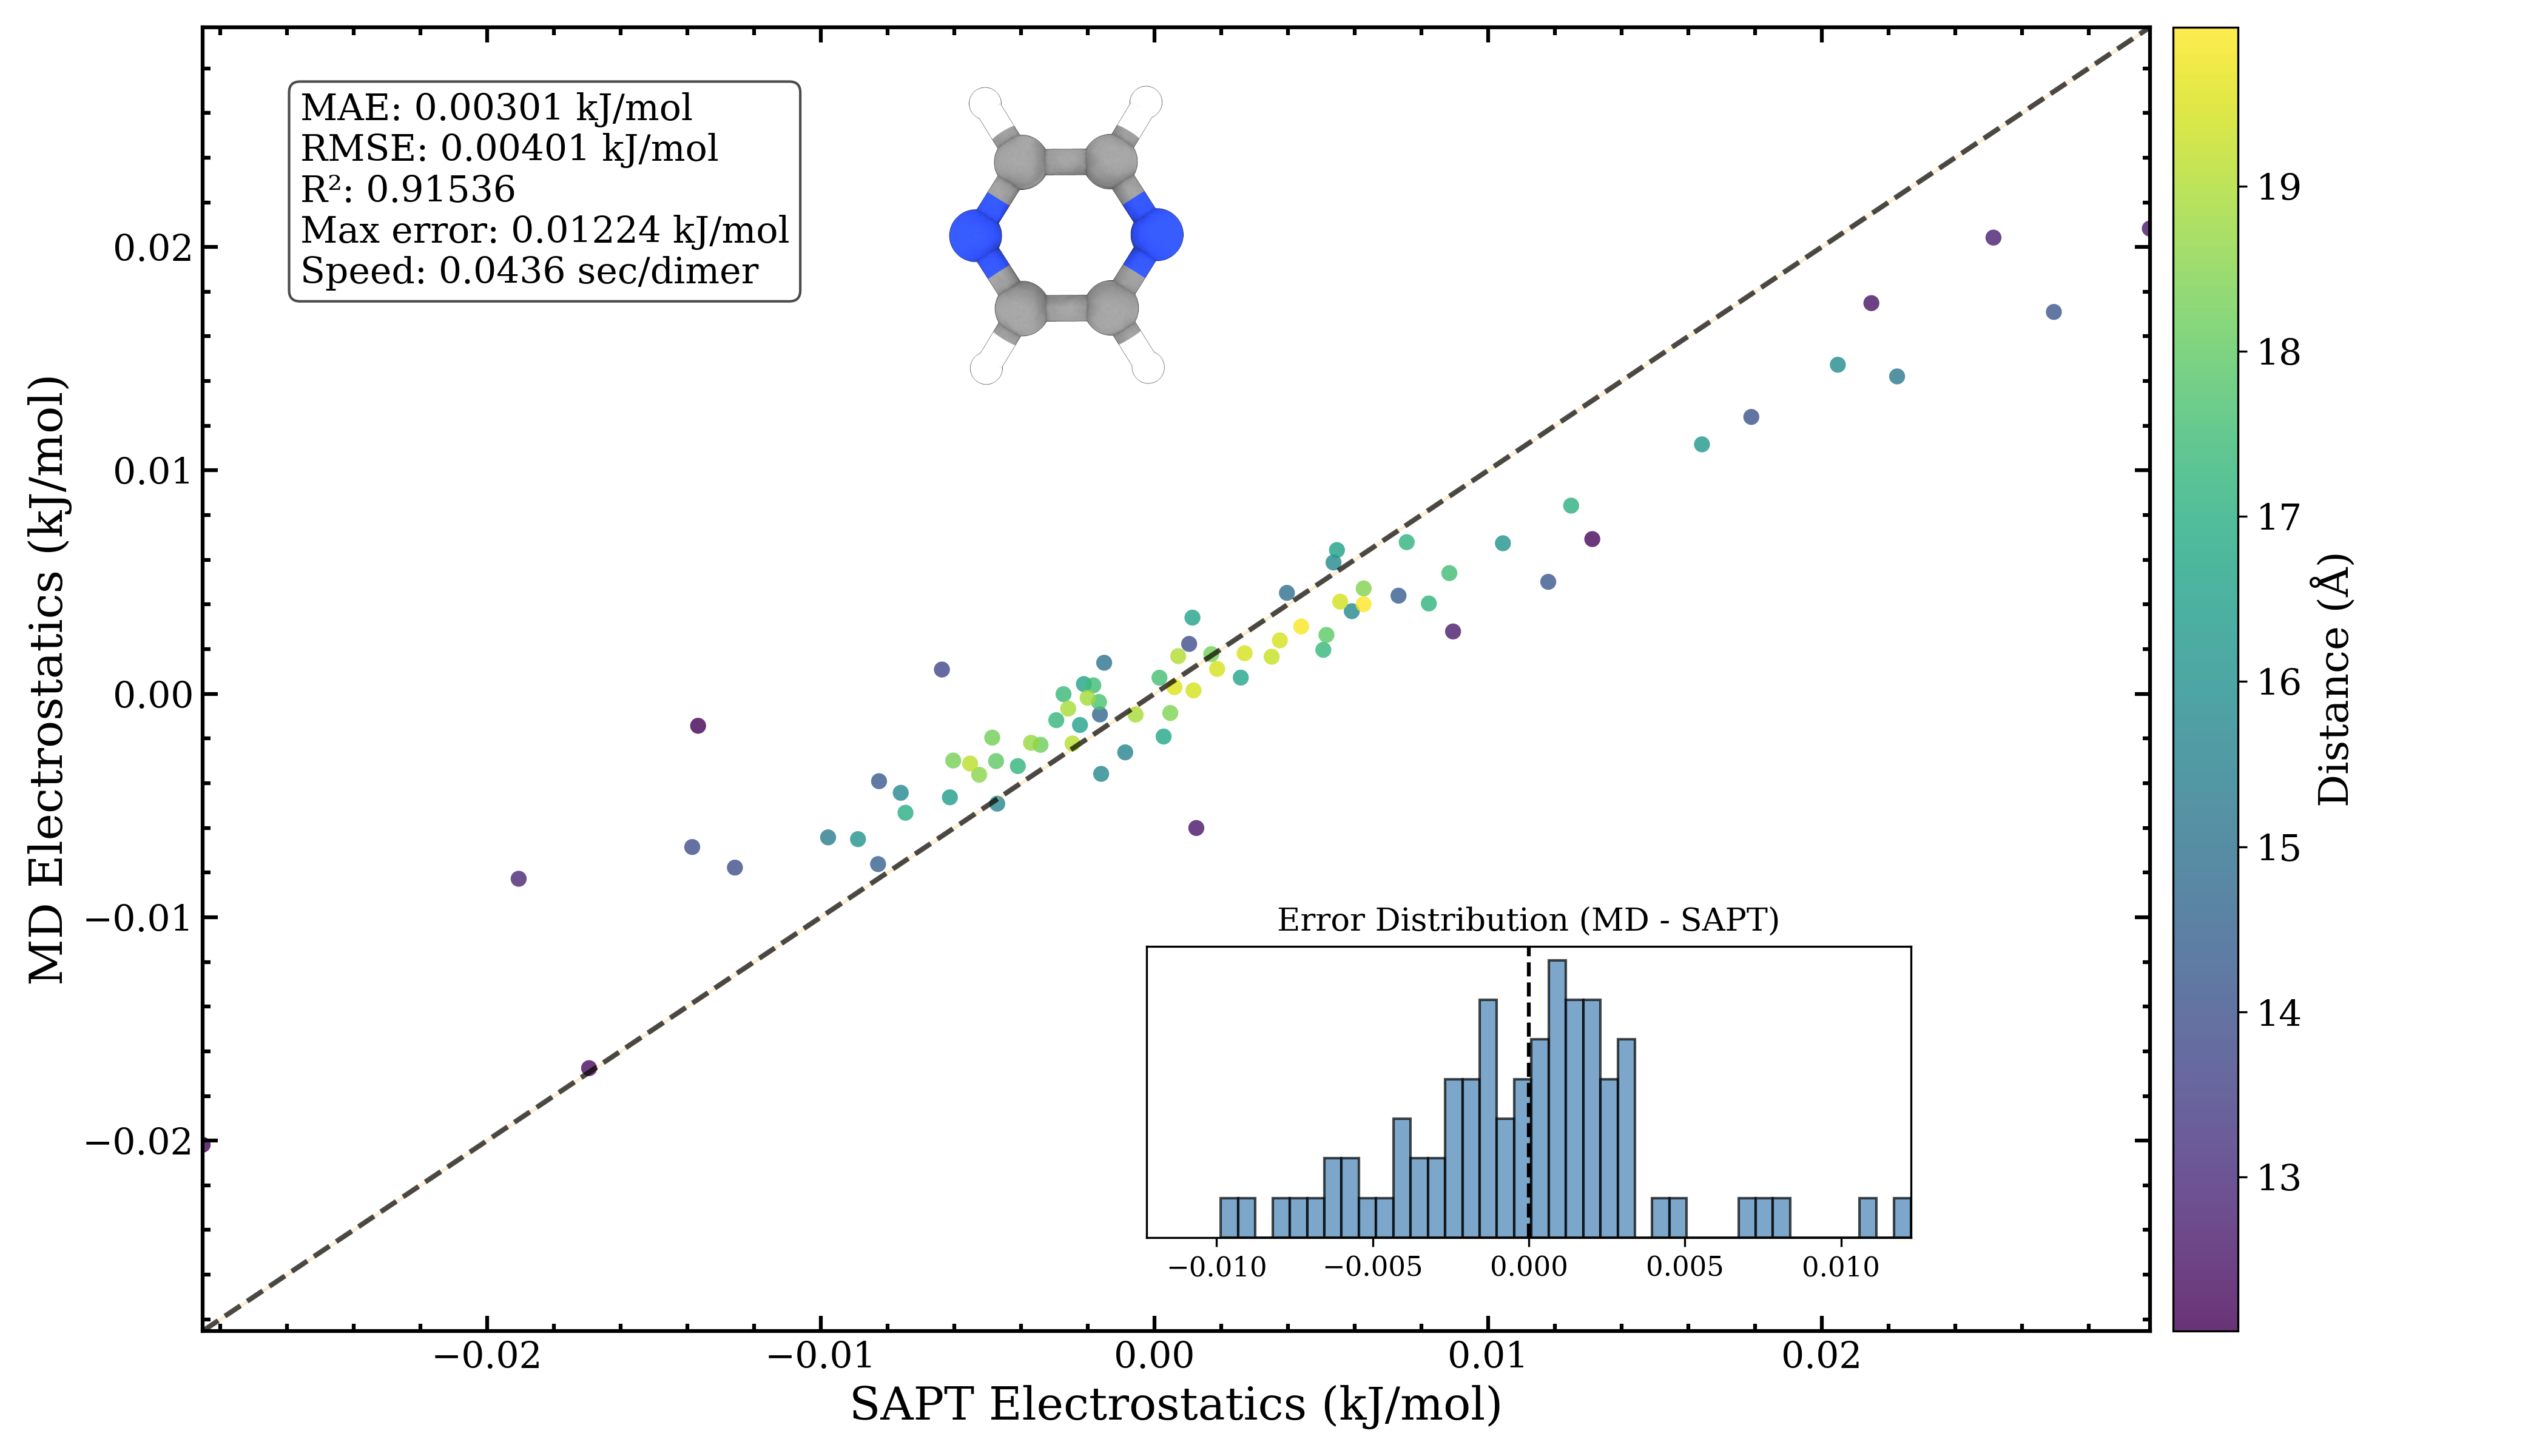 MAE: 0.00301 kJ/mol
RMSE: 0.00401 kJ/mol
R²: 0.91536
Max error: 0.01224 kJ/mol
Speed: 0.0436 sec/dimer
MD Electrostatics (kJ/mol)
0.02
0.01
0.00
−0.01
−0.02
−0.02
−0.01
0.00
0.01
0.02
SAPT Electrostatics (kJ/mol)
Error Distribution (MD - SAPT)
−0.010
−0.005
0.000
0.005
0.010
19
18
17
16
15
14
13
Distance (Å)